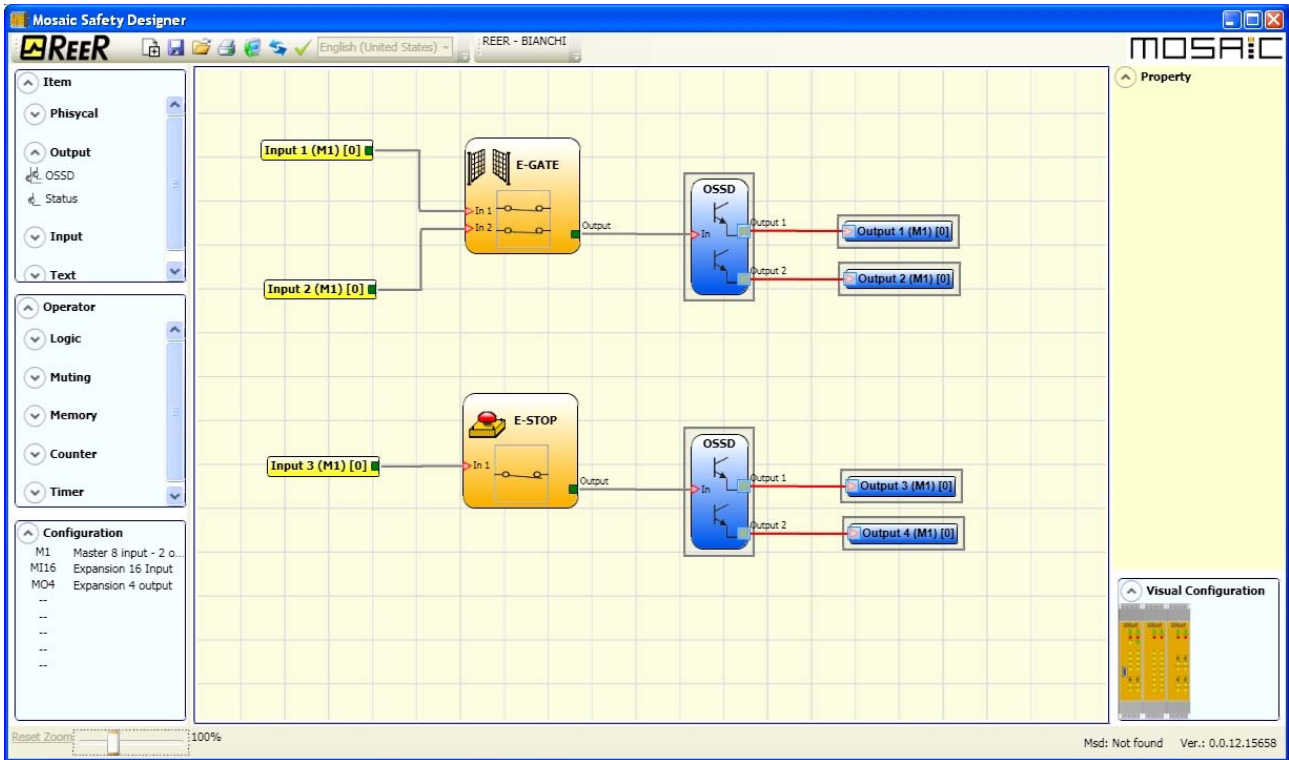 Mosaic Safety Designer
REER
English (United States)
REER - BIANCHI
MOSAIC
Item
Phisycal
Output
OSSD
Status
Input
Text
Operator
Logic
Muting
Memory
Counter
Timer
Configuration
M1 Master 8 input - 2 o...
MI16 Expansion 16 Input
MO4 Expansion 4 output
--
--
--
--
--
Input 1 (M1) [0]
E-GATE
In 1
In 2
Output
Input 2 (M1) [0]
OSSD
In
Output 1
Output 2
Output 1 (M1) [0]
Output 2 (M1) [0]
Input 3 (M1) [0]
E-STOP
In 1
Output
OSSD
In
Output 1
Output 2
Output 3 (M1) [0]
Output 4 (M1) [0]
Property
Visual Configuration
Reset Zoom
100%
Msd: Not found Ver.: 0.0.12.15658